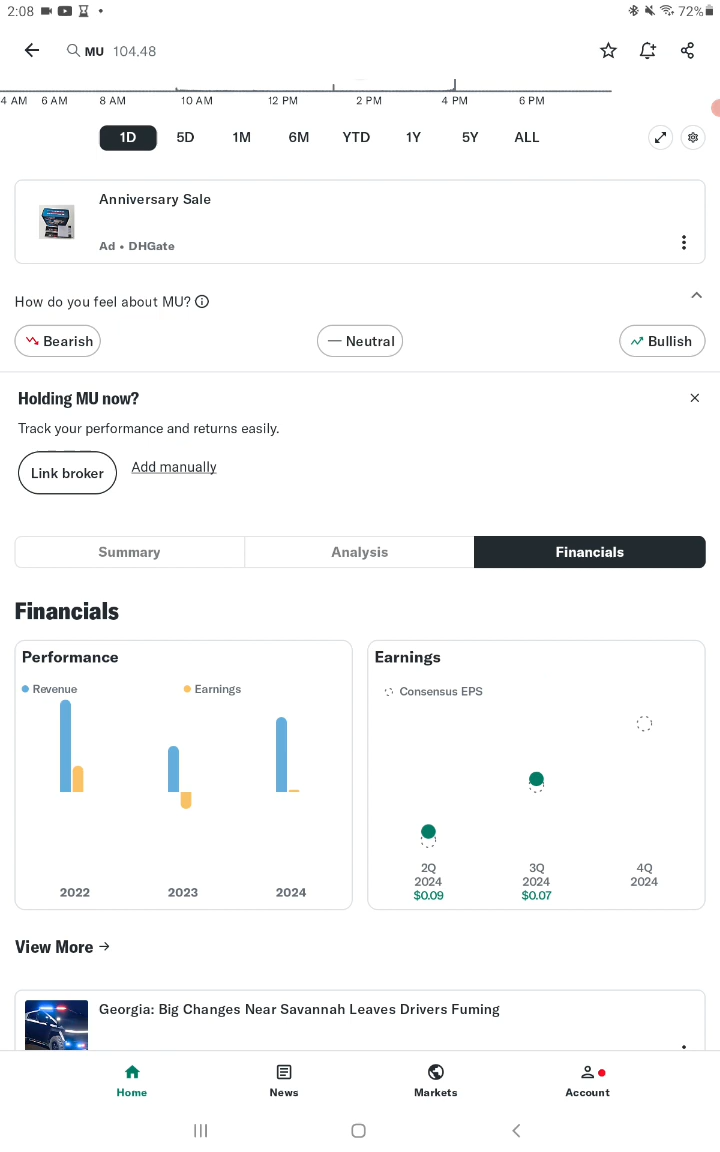 2:08
72%
MU 104.48
4 AM 6 AM 8 AM 10 AM 12 PM 2 PM 4 PM 6 PM
1D 5D 1M 6M YTD 1Y 5Y ALL
Anniversary Sale
Ad • DHGate
How do you feel about MU?
Bearish Neutral Bullish
Holding MU now?
Track your performance and returns easily.
Link broker Add manually
Summary Analysis Financials
Financials
Performance
Revenue Earnings
2022 2023 2024
Earnings
Consensus EPS
2Q 3Q 4Q
2024 2024 2024
$0.09 $0.07
View More →
Georgia: Big Changes Near Savannah Leaves Drivers Fuming
Home News Markets Account